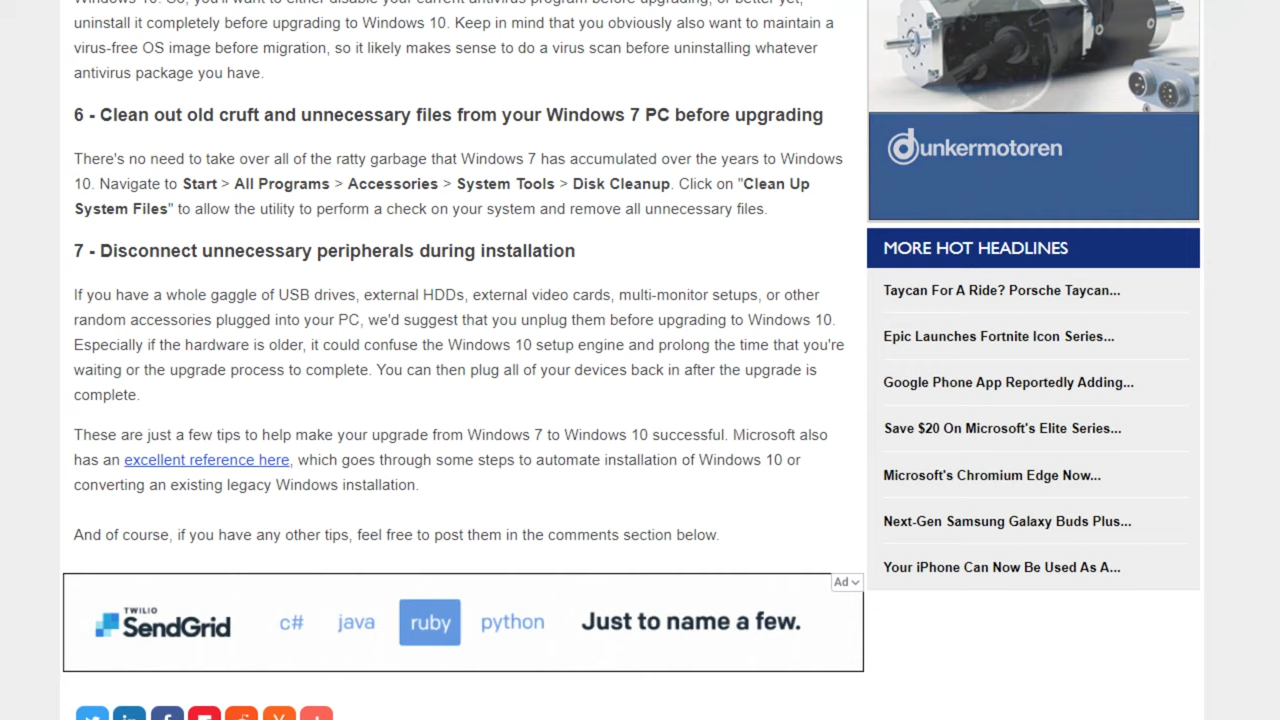 Windows 10. So, you'll want to either disable your current antivirus program before upgrading, or better yet,
uninstall it completely before upgrading to Windows 10. Keep in mind that you obviously also want to maintain a
virus-free OS image before migration, so it likely makes sense to do a virus scan before uninstalling whatever
antivirus package you have.
6 - Clean out old cruft and unnecessary files from your Windows 7 PC before upgrading
There's no need to take over all of the ratty garbage that Windows 7 has accumulated over the years to Windows
10. Navigate to Start > All Programs > Accessories > System Tools > Disk Cleanup. Click on "Clean Up
System Files" to allow the utility to perform a check on your system and remove all unnecessary files.
7 - Disconnect unnecessary peripherals during installation
If you have a whole gaggle of USB drives, external HDDs, external video cards, multi-monitor setups, or other
random accessories plugged into your PC, we'd suggest that you unplug them before upgrading to Windows 10.
Especially if the hardware is older, it could confuse the Windows 10 setup engine and prolong the time that you're
waiting or the upgrade process to complete. You can then plug all of your devices back in after the upgrade is
complete.
These are just a few tips to help make your upgrade from Windows 7 to Windows 10 successful. Microsoft also
has an excellent reference here, which goes through some steps to automate installation of Windows 10 or
converting an existing legacy Windows installation.
And of course, if you have any other tips, feel free to post them in the comments section below.
Ad
TWILIO
SendGrid
c# java ruby python Just to name a few.
dunkermotoren
MORE HOT HEADLINES
Taycan For A Ride? Porsche Taycan...
Epic Launches Fortnite Icon Series...
Google Phone App Reportedly Adding...
Save $20 On Microsoft's Elite Series...
Microsoft's Chromium Edge Now...
Next-Gen Samsung Galaxy Buds Plus...
Your iPhone Can Now Be Used As A...